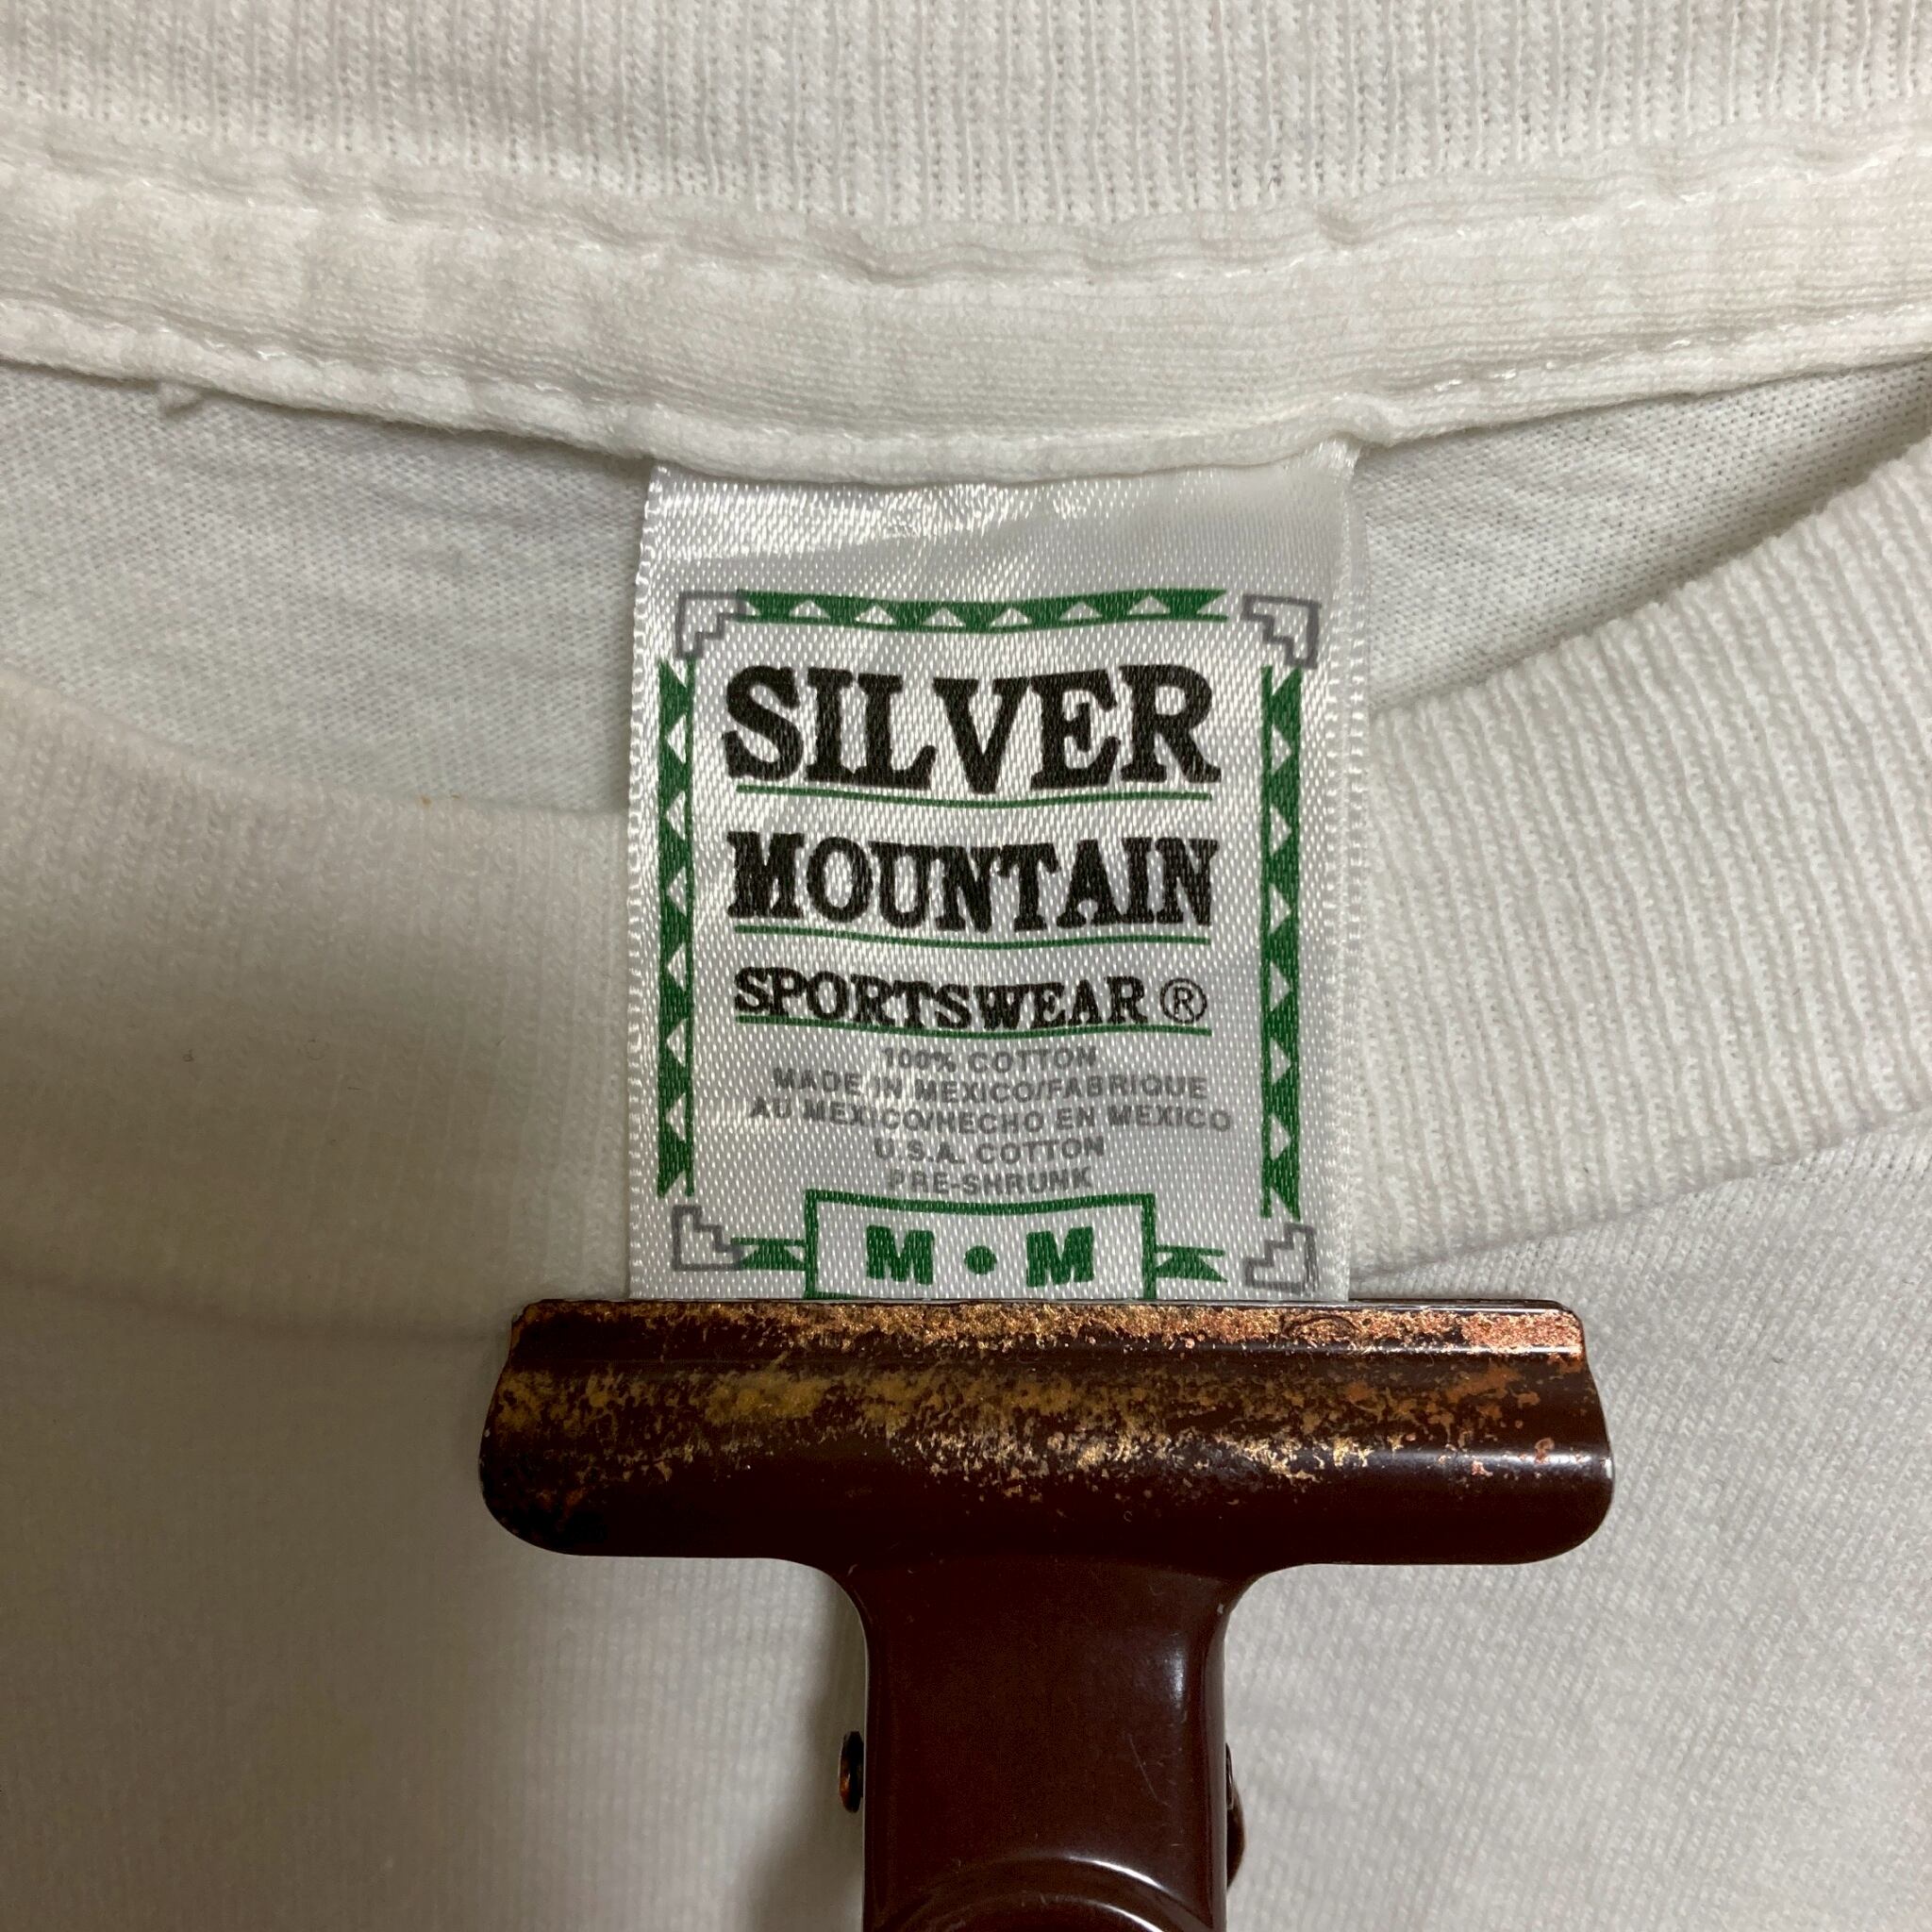 SILVER
MOUNTAIN
SPORTSWEAR®
100% COTTON
MADE IN MEXICO/FABRIQUE
AU MEXICO/HECHO EN MEXICO
U.S.A. COTTON
PRE-SHRUNK
M • M